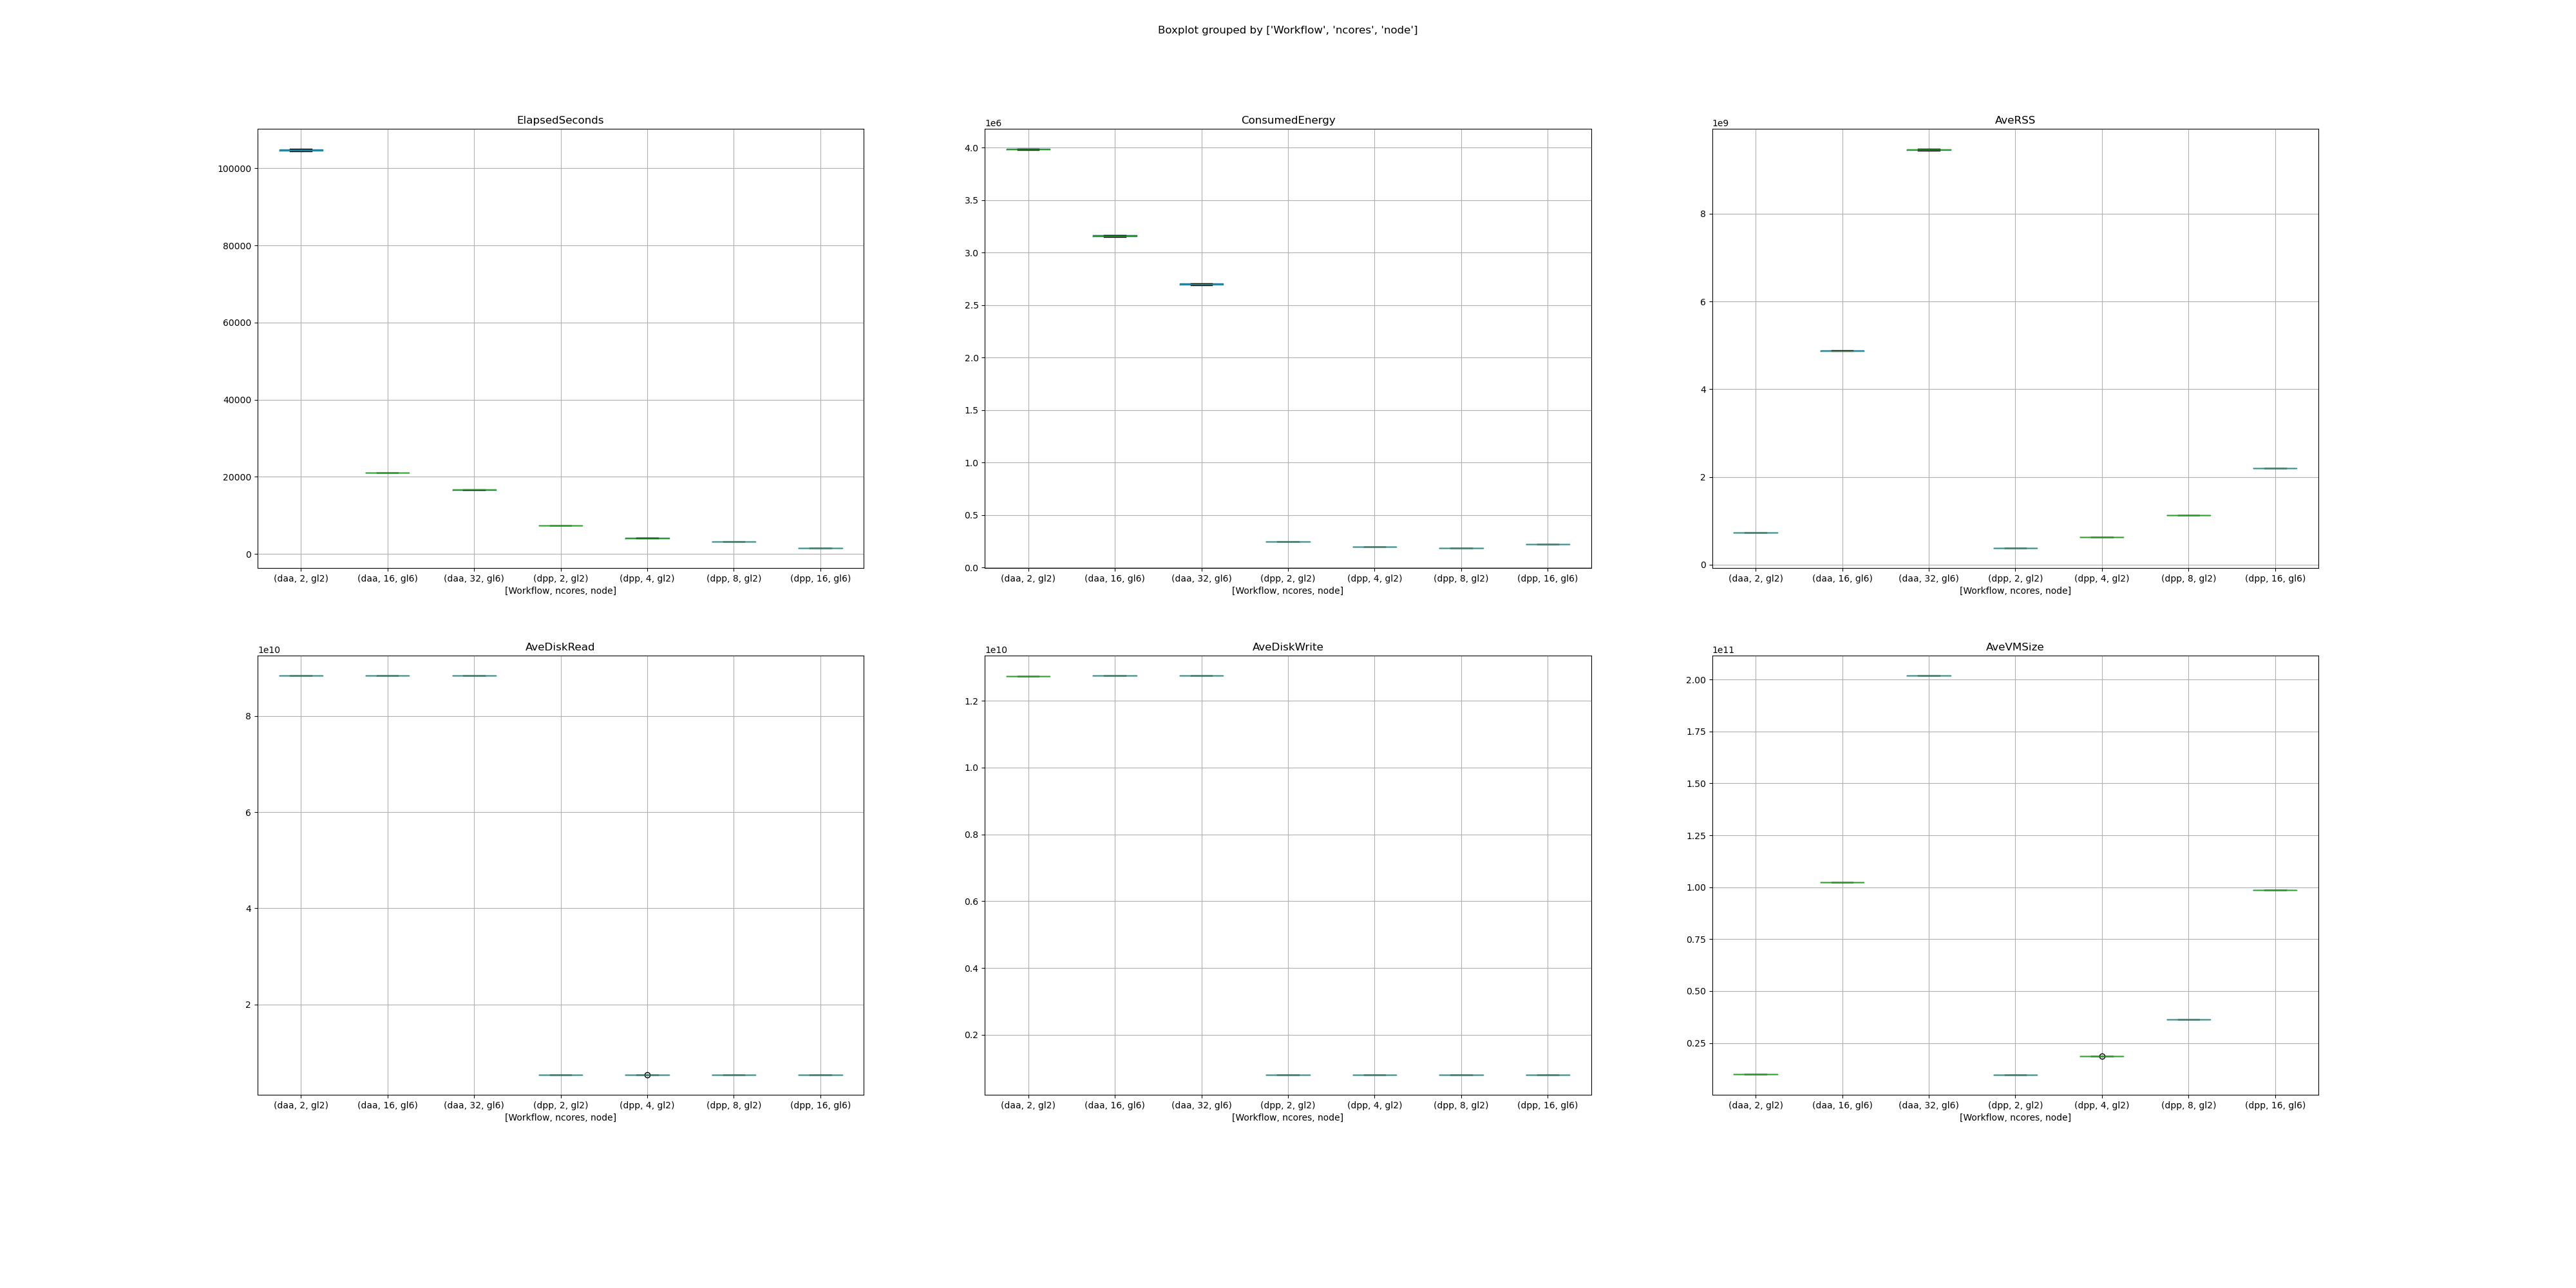 Boxplot grouped by ['Workflow', 'ncores', 'node']
ElapsedSeconds
100000
80000
60000
40000
20000
0
(daa, 2, gl2) (daa, 16, gl6) (daa, 32, gl6) (dpp, 2, gl2) (dpp, 4, gl2) (dpp, 8, gl2) (dpp, 16, gl6)
[Workflow, ncores, node]
ConsumedEnergy
1e6
4.0
3.5
3.0
2.5
2.0
1.5
1.0
0.5
0.0
(daa, 2, gl2) (daa, 16, gl6) (daa, 32, gl6) (dpp, 2, gl2) (dpp, 4, gl2) (dpp, 8, gl2) (dpp, 16, gl6)
[Workflow, ncores, node]
AveRSS
1e9
8
6
4
2
0
(daa, 2, gl2) (daa, 16, gl6) (daa, 32, gl6) (dpp, 2, gl2) (dpp, 4, gl2) (dpp, 8, gl2) (dpp, 16, gl6)
[Workflow, ncores, node]
AveDiskRead
1e10
8
6
4
2
(daa, 2, gl2) (daa, 16, gl6) (daa, 32, gl6) (dpp, 2, gl2) (dpp, 4, gl2) (dpp, 8, gl2) (dpp, 16, gl6)
[Workflow, ncores, node]
AveDiskWrite
1e10
1.2
1.0
0.8
0.6
0.4
0.2
(daa, 2, gl2) (daa, 16, gl6) (daa, 32, gl6) (dpp, 2, gl2) (dpp, 4, gl2) (dpp, 8, gl2) (dpp, 16, gl6)
[Workflow, ncores, node]
AveVMSize
1e11
2.00
1.75
1.50
1.25
1.00
0.75
0.50
0.25
(daa, 2, gl2) (daa, 16, gl6) (daa, 32, gl6) (dpp, 2, gl2) (dpp, 4, gl2) (dpp, 8, gl2) (dpp, 16, gl6)
[Workflow, ncores, node]